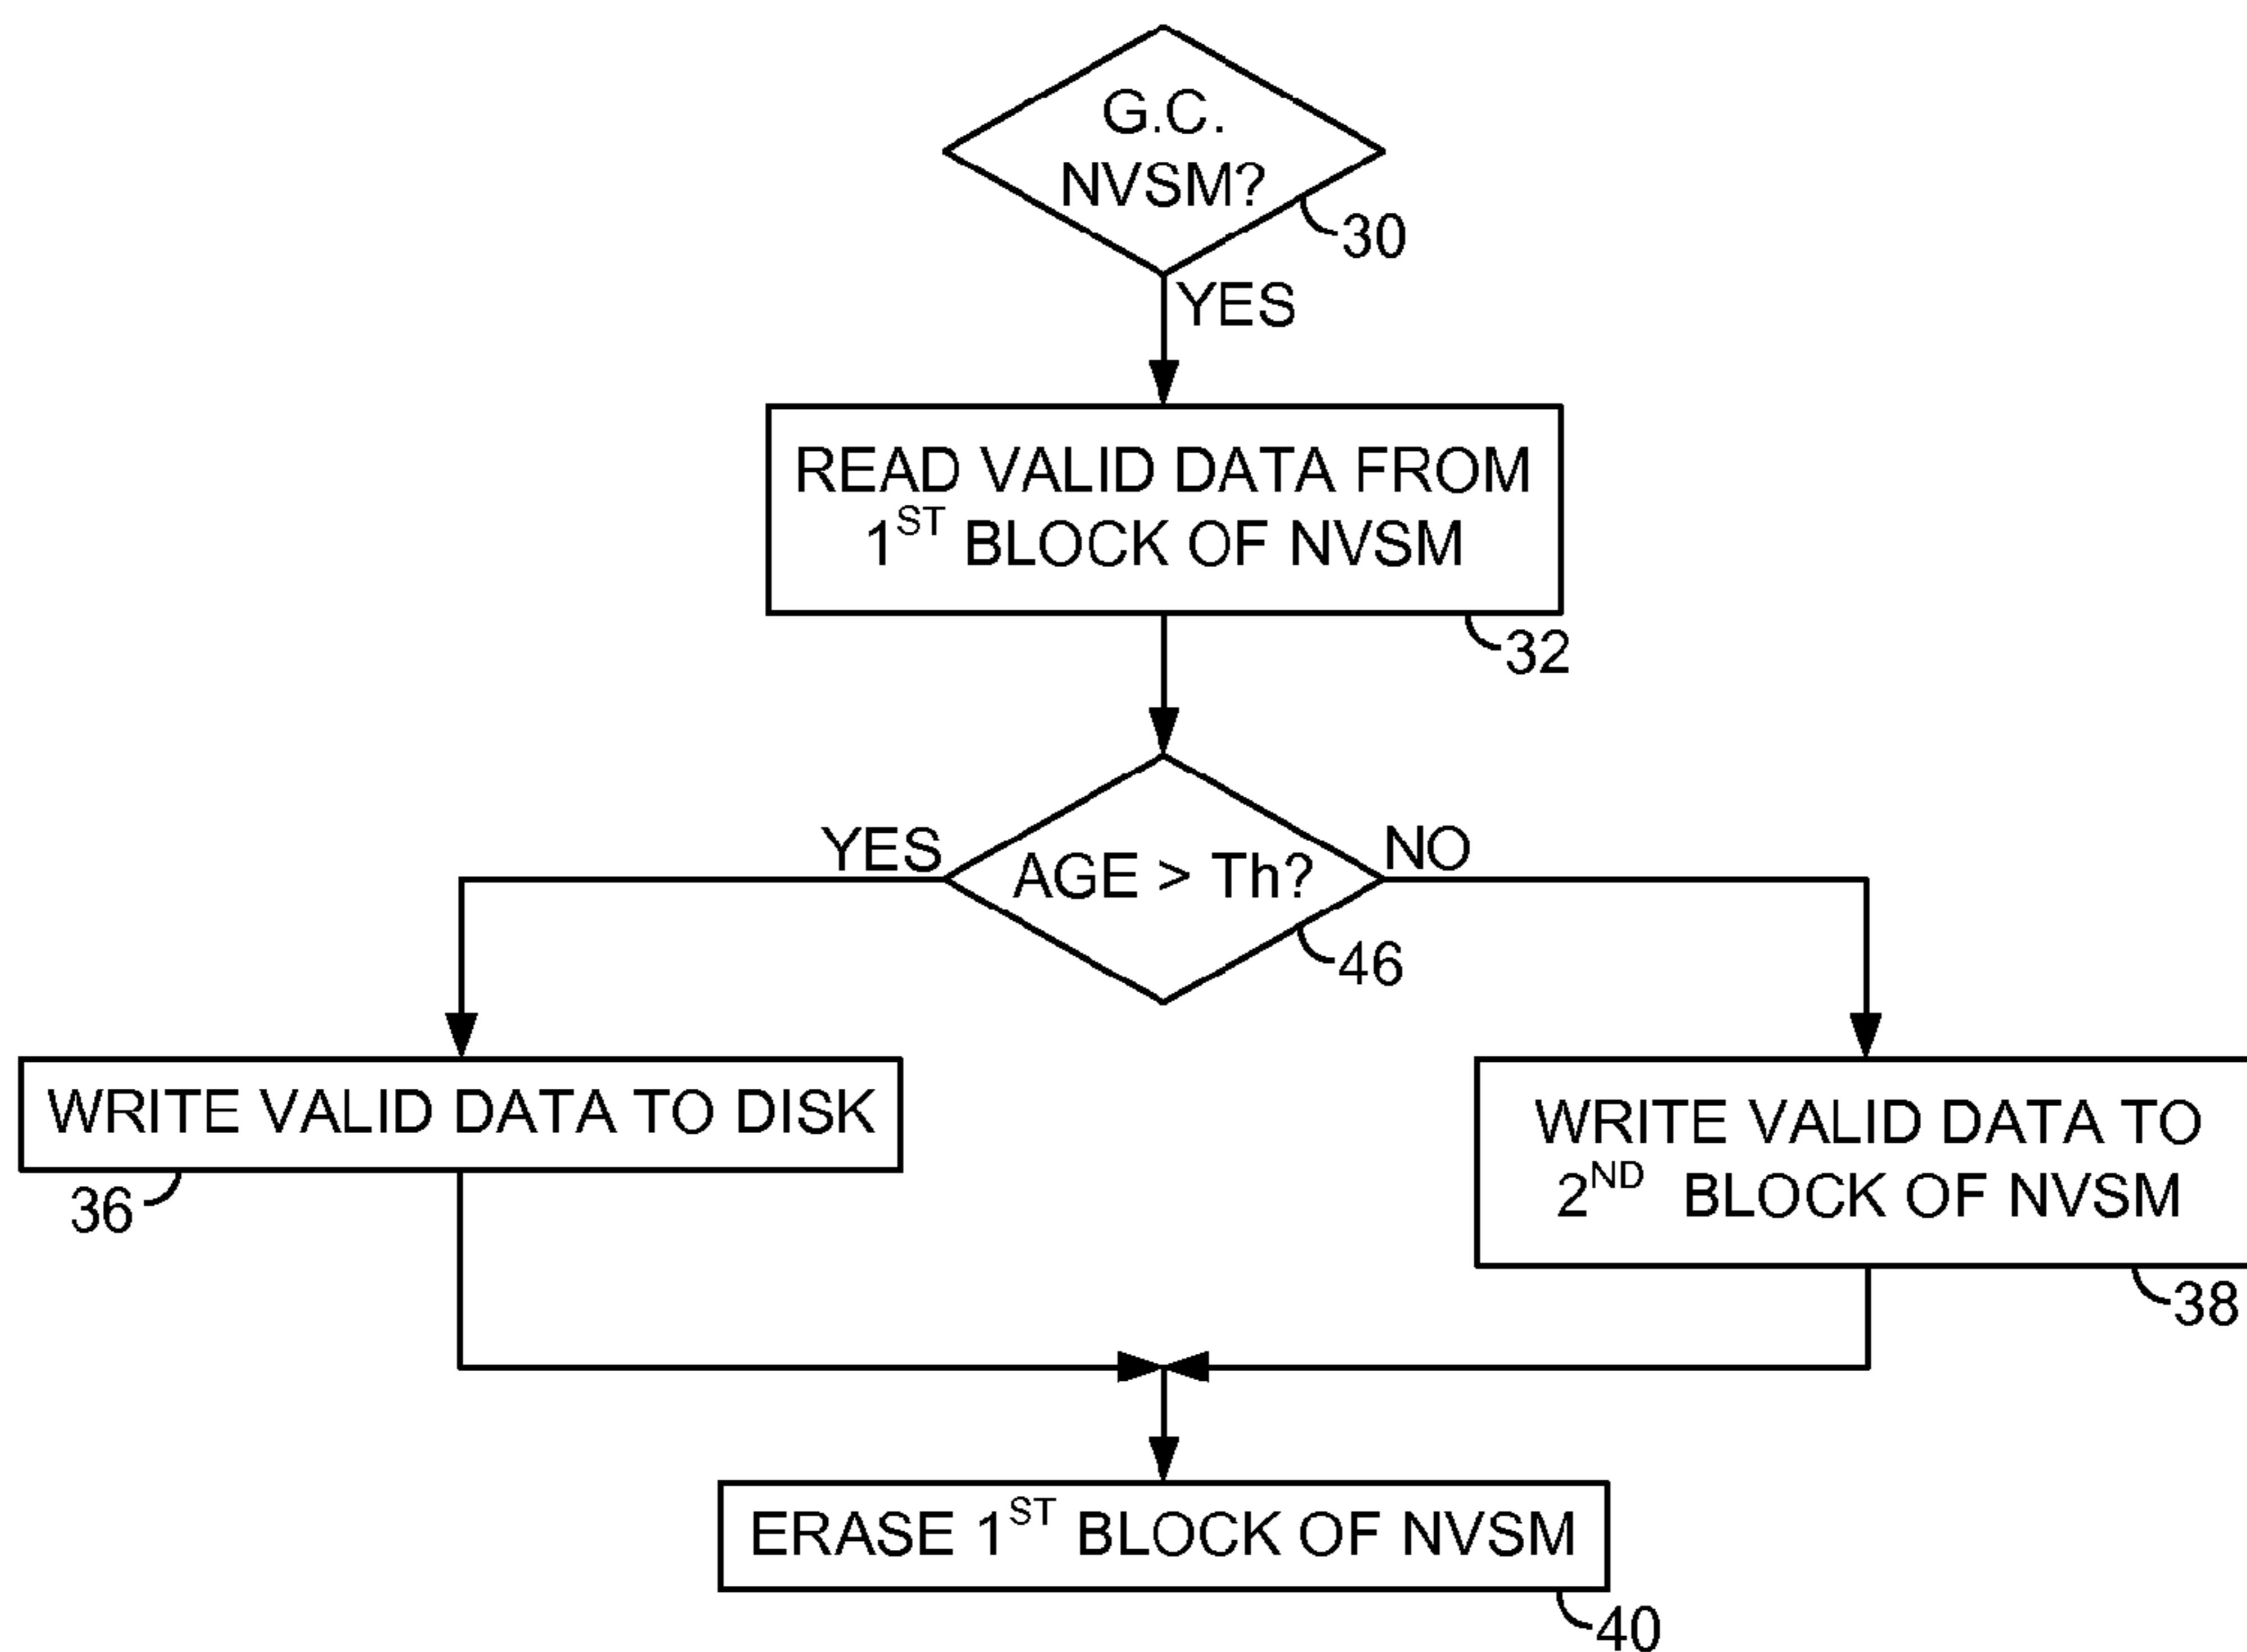 G.C.
NVSM?
30
YES
READ VALID DATA FROM
1ST BLOCK OF NVSM
32
YES
AGE > Th?
NO
46
WRITE VALID DATA TO DISK
36
WRITE VALID DATA TO
2ND BLOCK OF NVSM
38
ERASE 1ST BLOCK OF NVSM
40